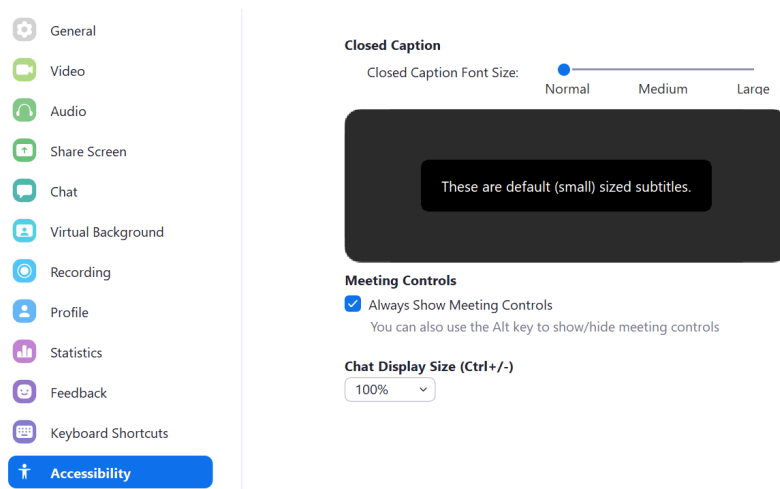 General
Video
Audio
Share Screen
Chat
Virtual Background
Recording
Profile
Statistics
Feedback
Keyboard Shortcuts
Accessibility
Closed Caption
Closed Caption Font Size:
Normal Medium Large
These are default (small) sized subtitles.
Meeting Controls
Always Show Meeting Controls
You can also use the Alt key to show/hide meeting controls
Chat Display Size (Ctrl+/-)
100%